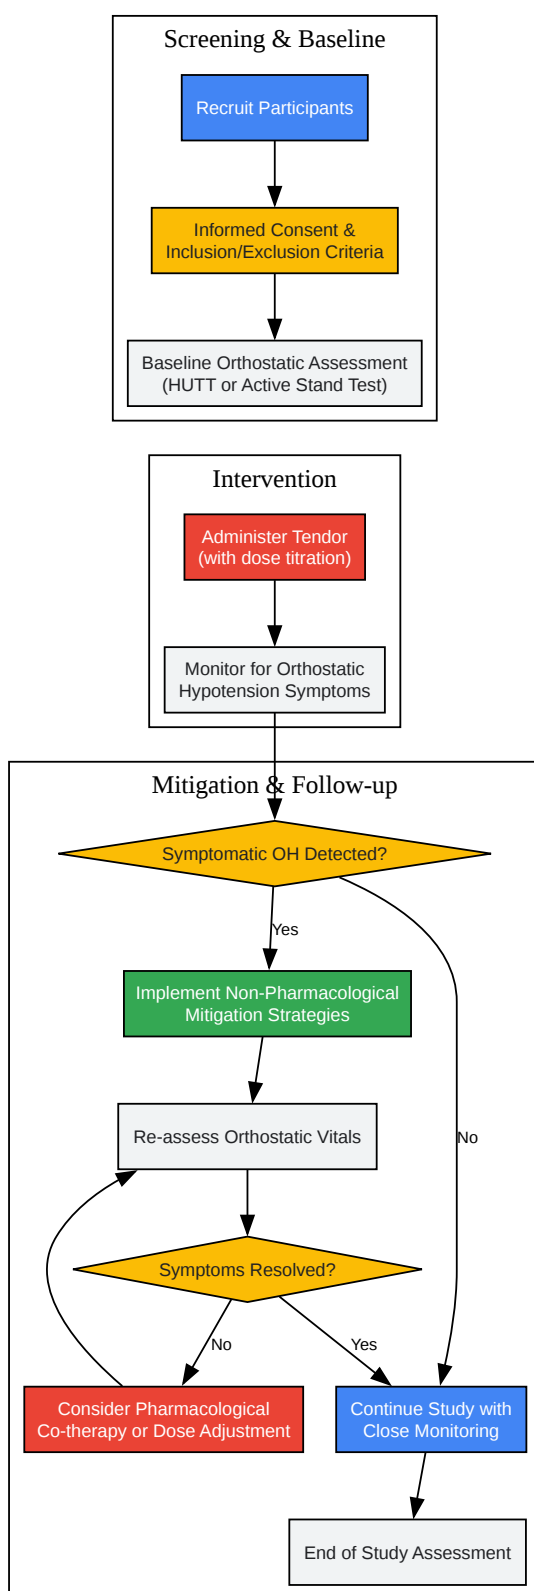 Screening & Baseline
Recruit Participants
Informed Consent &
Inclusion/Exclusion Criteria
Baseline Orthostatic Assessment
(HUTT or Active Stand Test)
Intervention
Administer Tendor
(with dose titration)
Monitor for Orthostatic
Hypotension Symptoms
Mitigation & Follow-up
Symptomatic OH Detected?
Yes
Implement Non-Pharmacological
Mitigation Strategies
Re-assess Orthostatic Vitals
No
Symptoms Resolved?
No
Yes
Consider Pharmacological
Co-therapy or Dose Adjustment
Continue Study with
Close Monitoring
End of Study Assessment